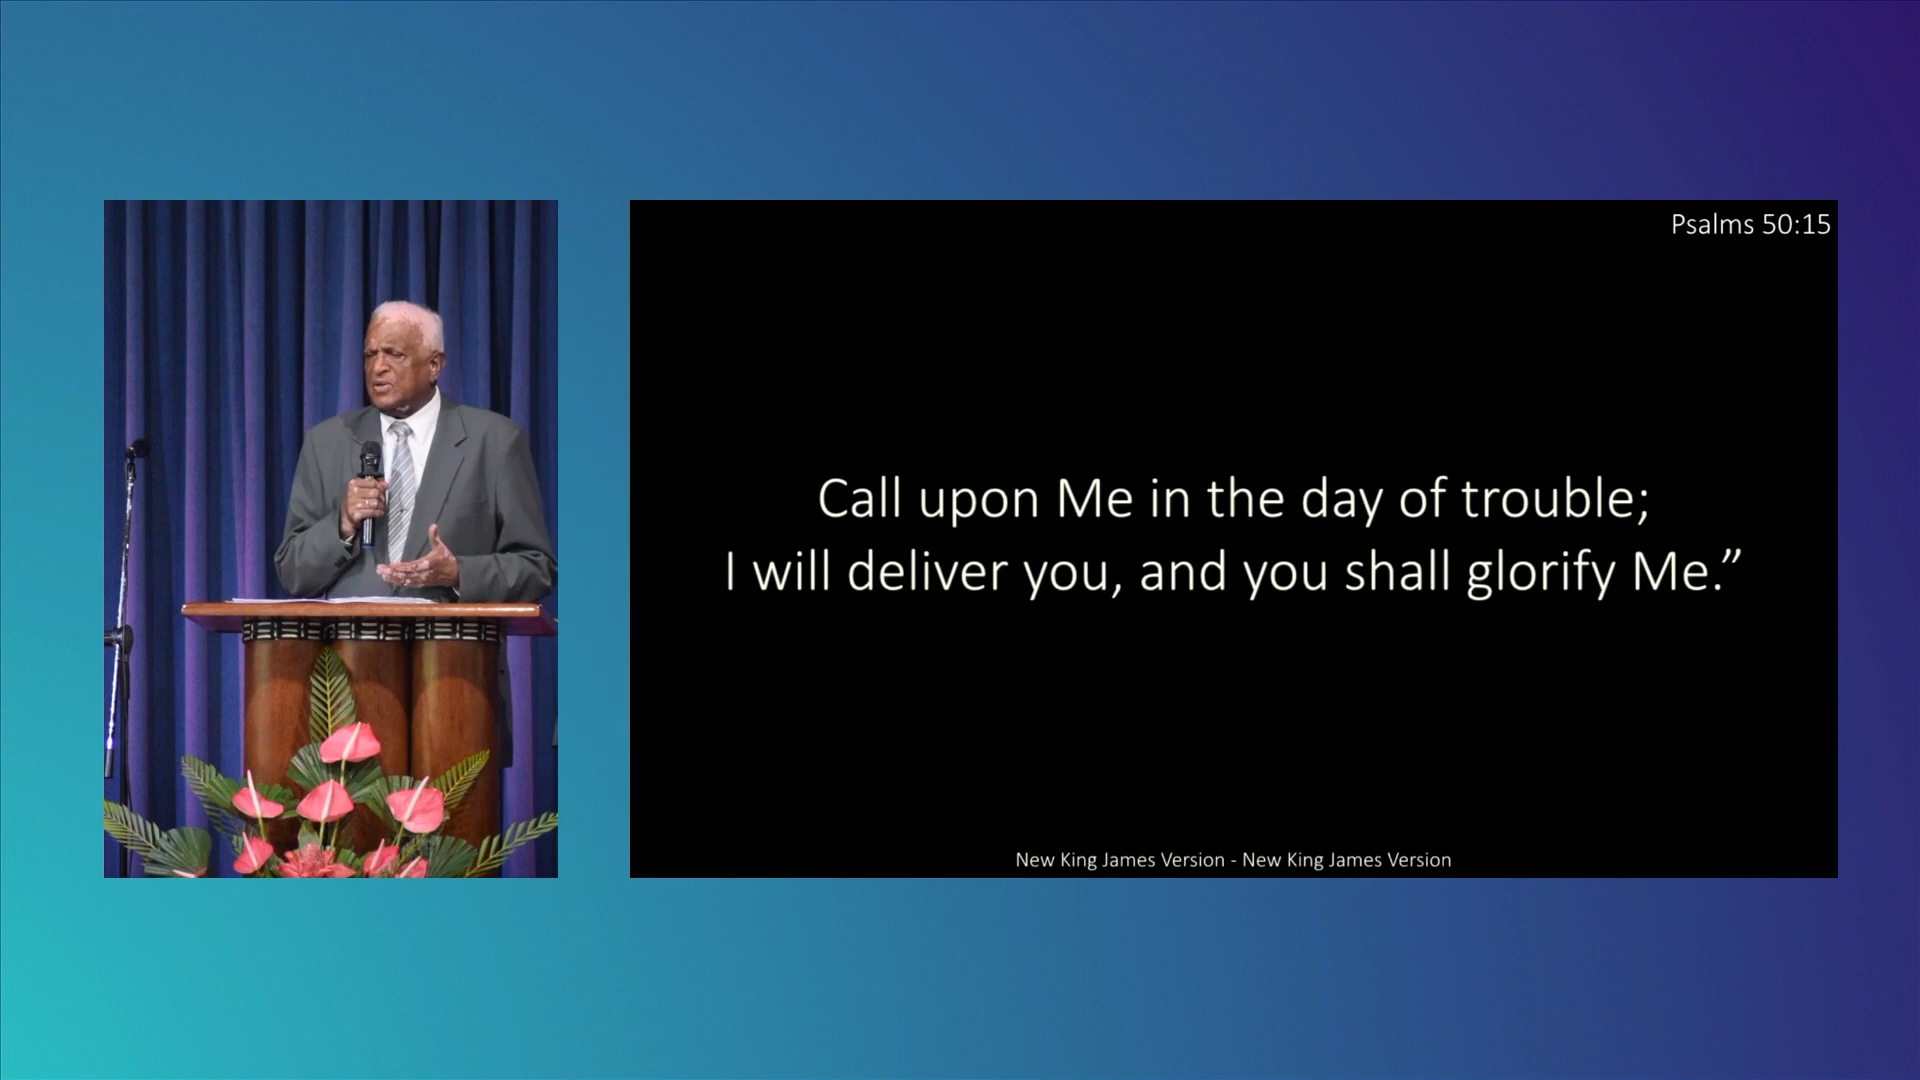 Psalms 50:15
Call upon Me in the day of trouble;
I will deliver you, and you shall glorify Me.”
New King James Version - New King James Version